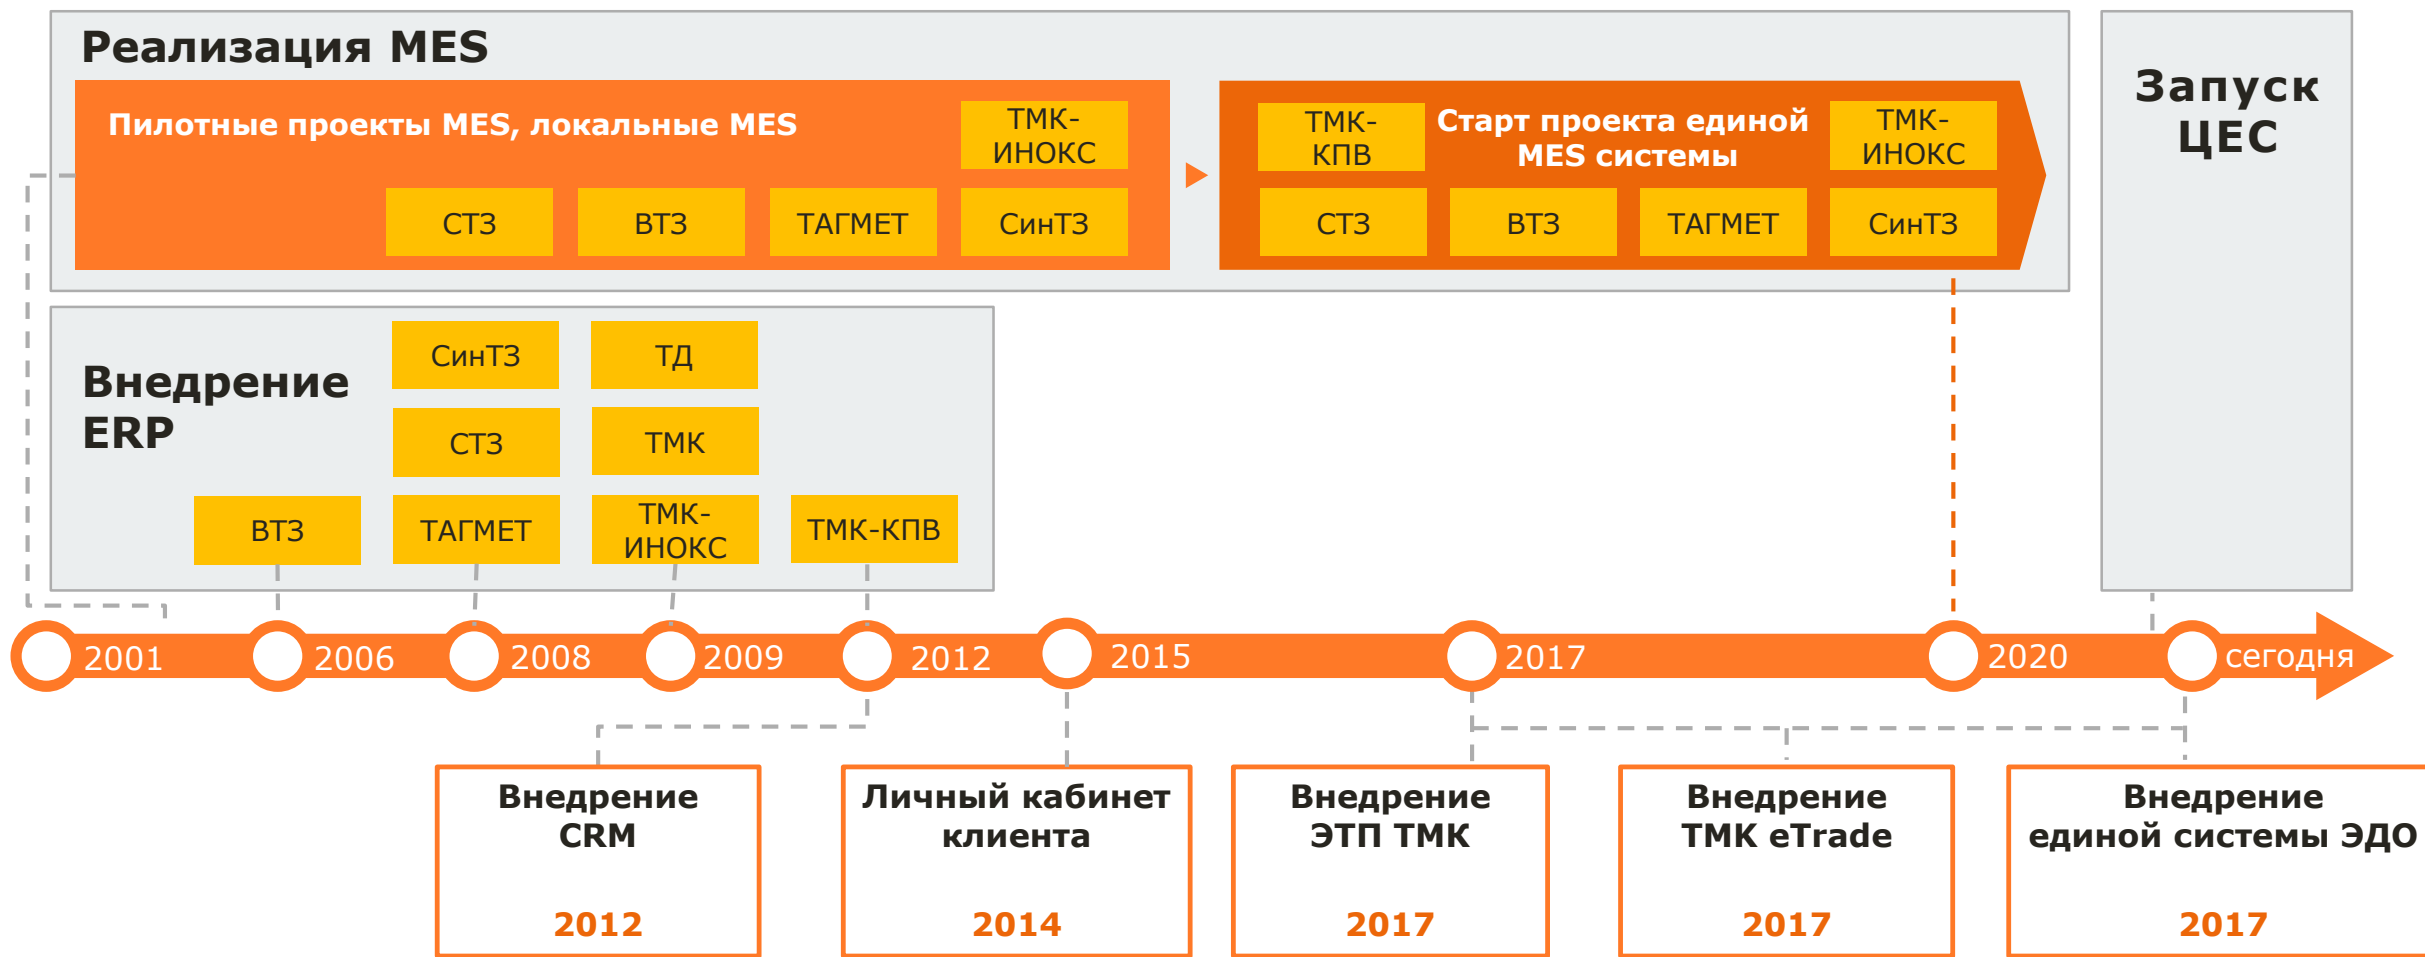 Реализация MES
Пилотные проекты MES, локальные MES
ТМК-
ИНОКС
СТЗ
ВТЗ
ТАГМЕТ
СинТЗ
ТМК-
КПВ
Старт проекта единой
MES системы
ТМК-
ИНОКС
СТЗ
ВТЗ
ТАГМЕТ
СинТЗ
Запуск
ЦЕС
Внедрение
ERP
СинТЗ
ТД
СТЗ
ТМК
ВТЗ
ТАГМЕТ
ТМК-
ИНОКС
ТМК-КПВ
2001
2006
2008
2009
2012
2015
2017
2020
сегодня
Внедрение
CRM
2012
Личный кабинет
клиента
2014
Внедрение
ЭТП ТМК
2017
Внедрение
TMK eTrade
2017
Внедрение
единой системы ЭДО
2017